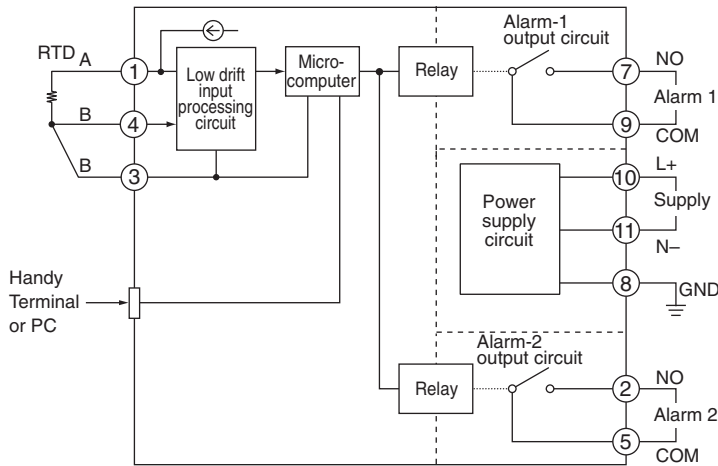 RTD
A
1
Low drift
input
processing
circuit
Micro-
computer
Relay
Alarm-1
output circuit
7
NO
Alarm 1
9
COM
B
4
B
3
10
L+
Supply
11
N–
Power
supply
circuit
8
GND
Handy
Terminal
or PC
Alarm-2
output circuit
Relay
2
NO
Alarm 2
5
COM